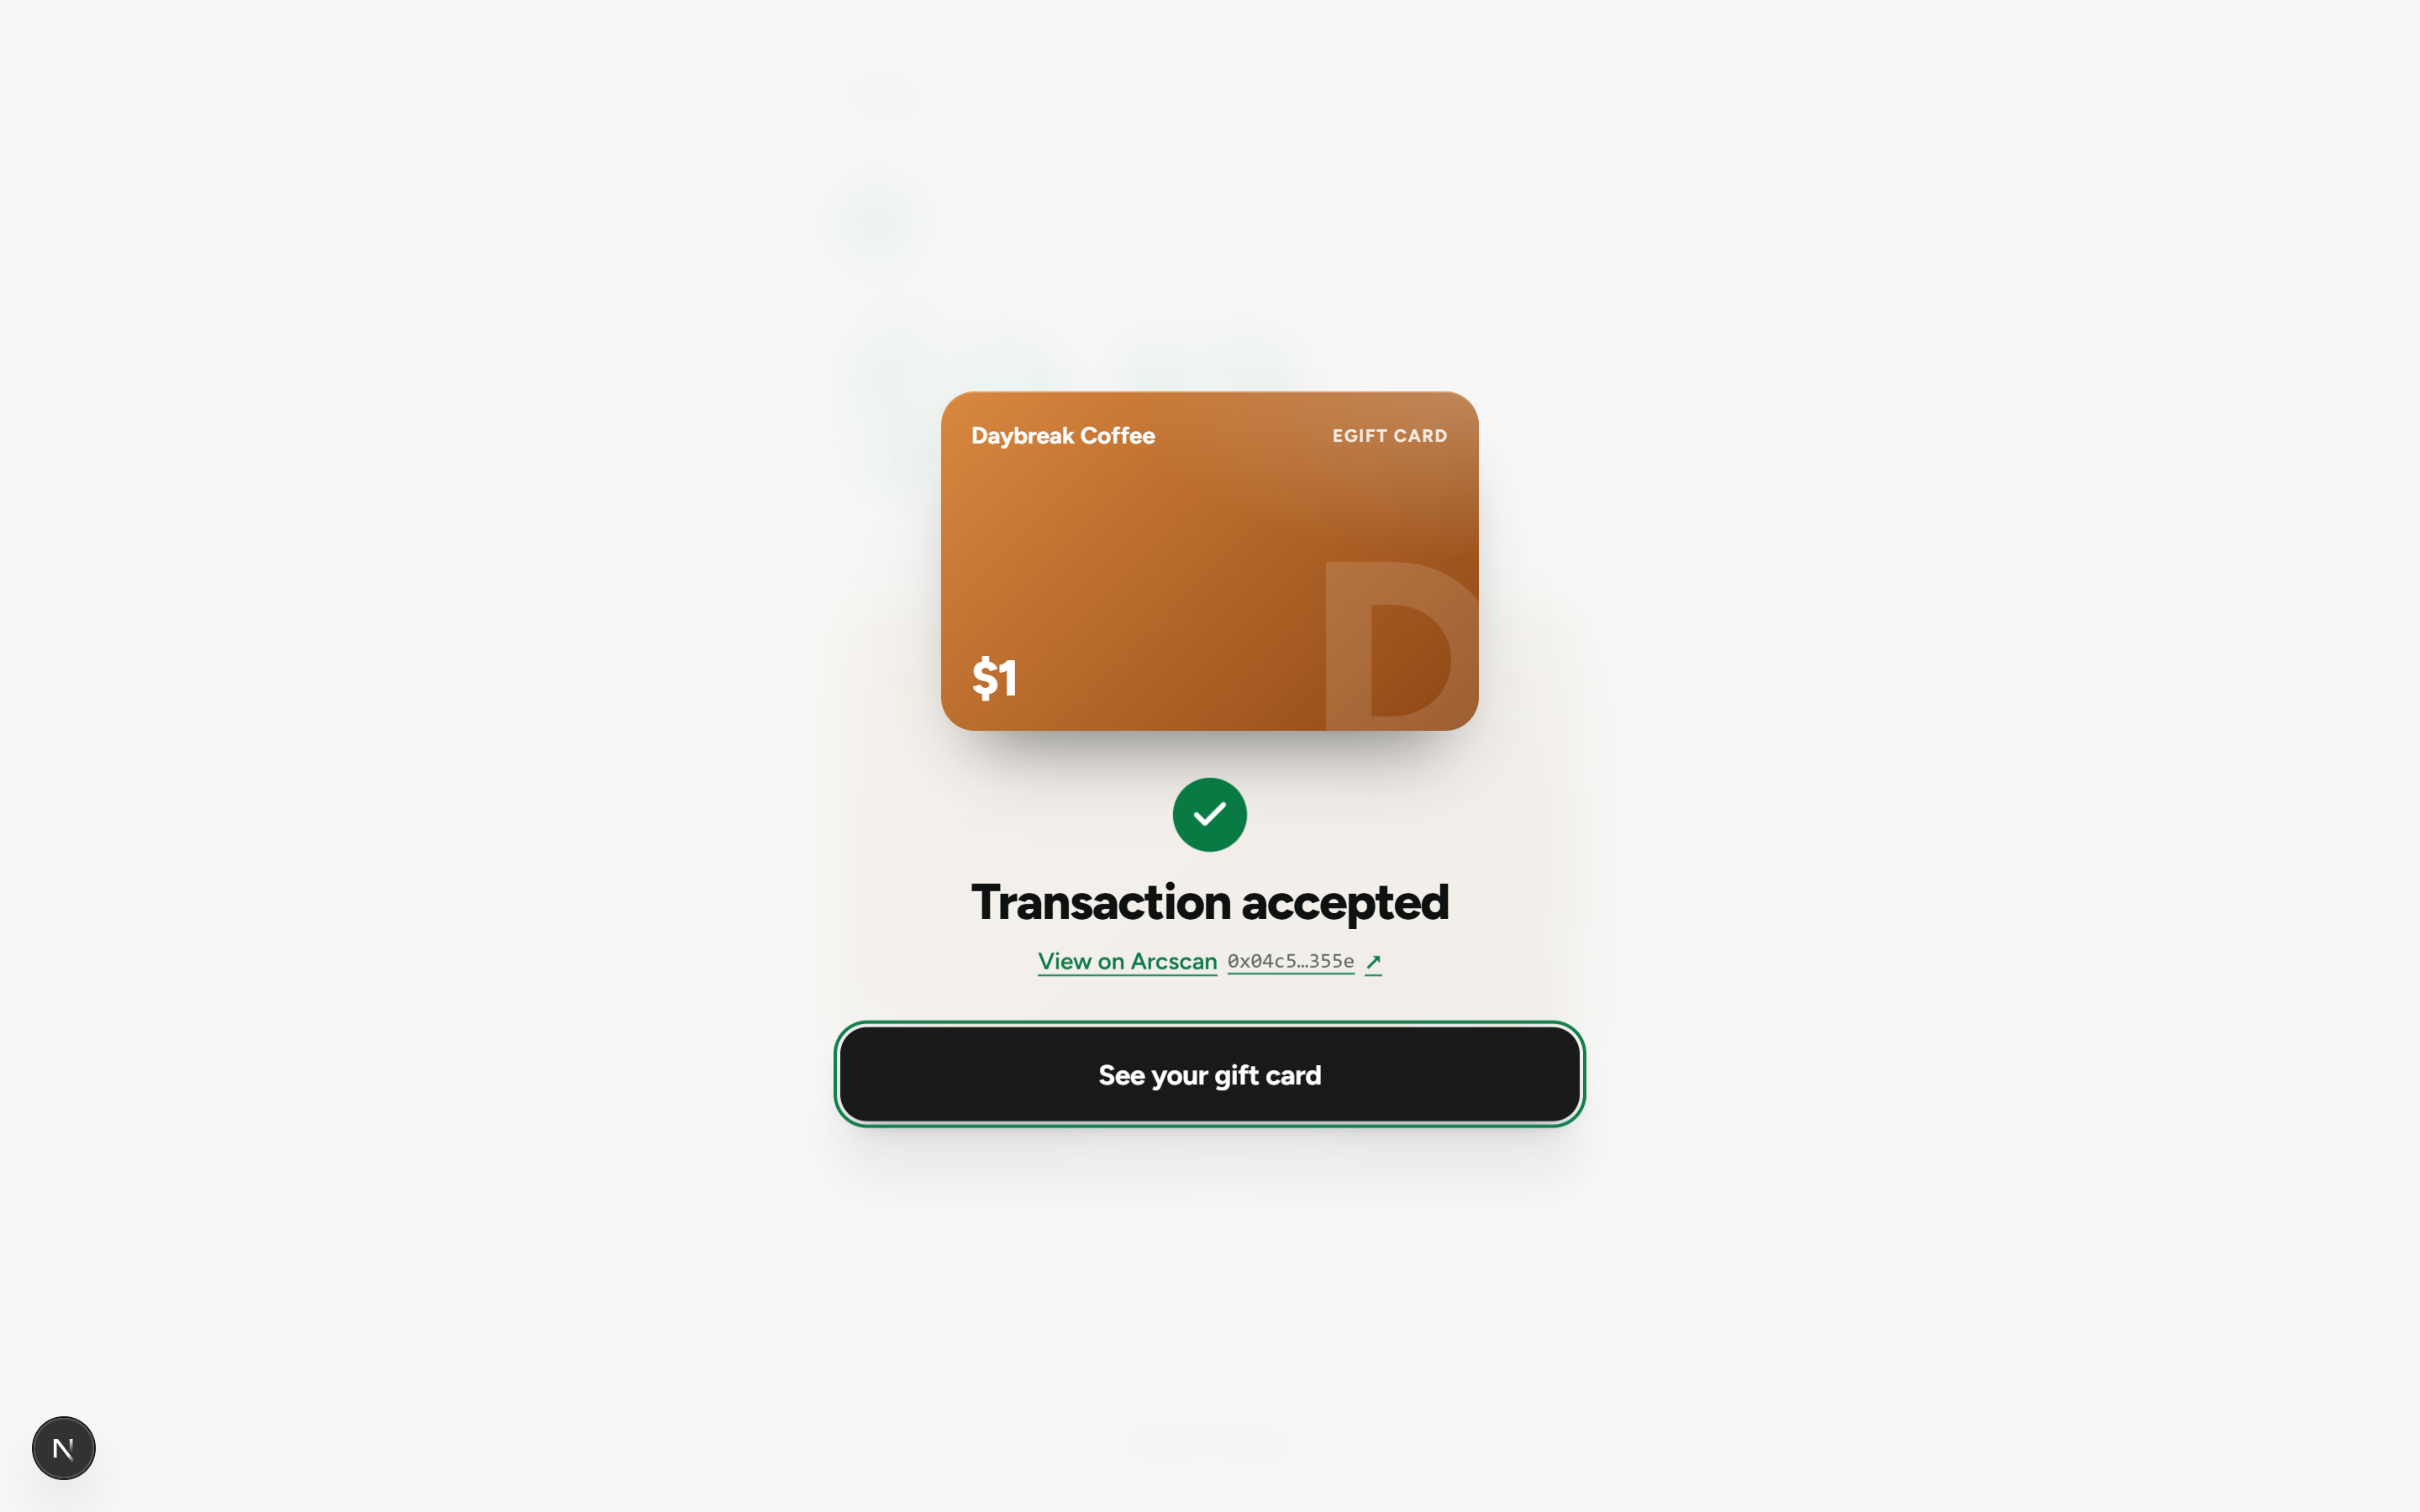 Daybreak Coffee
EGIFT CARD
D
$1
Transaction accepted
View on Arcscan 0x04c5…355e ↗
See your gift card
N